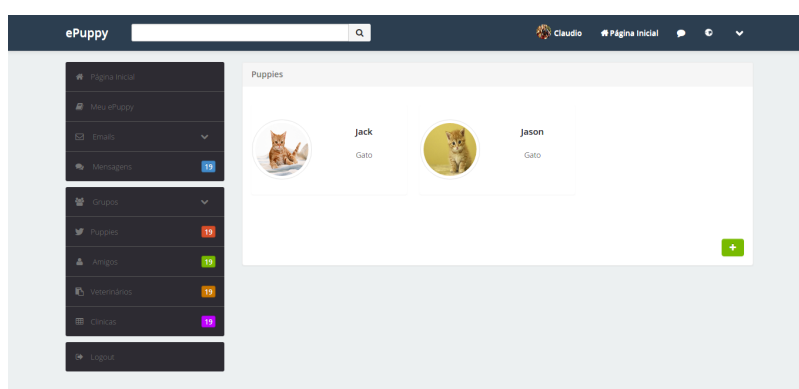 ePuppy
Claudio
Página Inicial
Página Inicial
Meu ePuppy
Emails
Mensagens 19
Grupos
Puppies 19
Amigos 19
Veterinários 19
Clinicas 19
Logout
Puppies
Jack
Gato
Jason
Gato
+